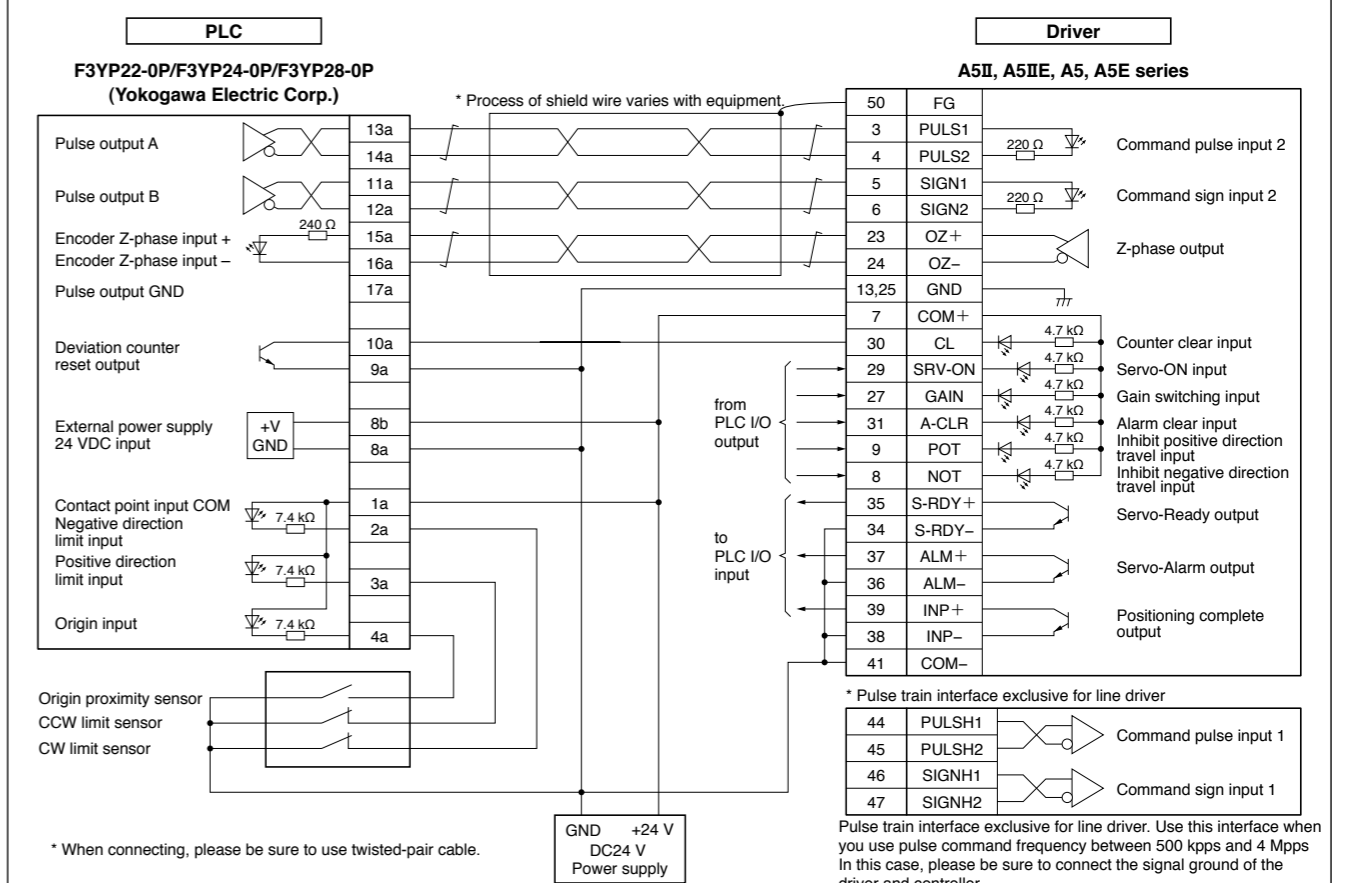 PLC
Driver
F3YP22-0P/F3YP24-0P/F3YP28-0P
(Yokogawa Electric Corp.)
A5II, A5IIE, A5, A5E series
* Process of shield wire varies with equipment.
50 FG
Pulse output A
13a
14a
3 PULS1
4 PULS2
220 Ω
Command pulse input 2
Pulse output B
11a
12a
5 SIGN1
6 SIGN2
220 Ω
Command sign input 2
Encoder Z-phase input +
Encoder Z-phase input –
240 Ω
15a
16a
23 OZ+
24 OZ–
Z-phase output
Pulse output GND
17a
13,25 GND
7 COM+
Deviation counter
reset output
10a
9a
30 CL 4.7 kΩ Counter clear input
29 SRV-ON 4.7 kΩ Servo-ON input
27 GAIN 4.7 kΩ Gain switching input
31 A-CLR 4.7 kΩ Alarm clear input
9 POT 4.7 kΩ Inhibit positive direction
travel input
8 NOT 4.7 kΩ Inhibit negative direction
travel input
from
PLC I/O
output
External power supply
24 VDC input
+V
GND
8b
8a
Contact point input COM
Negative direction
limit input
7.4 kΩ
1a
2a
Positive direction
limit input
7.4 kΩ
3a
Origin input
7.4 kΩ
4a
to
PLC I/O
input
35 S-RDY+
34 S-RDY–
Servo-Ready output
37 ALM+
36 ALM–
Servo-Alarm output
39 INP+
38 INP–
Positioning complete
output
41 COM–
Origin proximity sensor
CCW limit sensor
CW limit sensor
* Pulse train interface exclusive for line driver
44 PULSH1
45 PULSH2
Command pulse input 1
46 SIGNH1
47 SIGNH2
Command sign input 1
GND +24 V
DC24 V
Power supply
* When connecting, please be sure to use twisted-pair cable.
Pulse train interface exclusive for line driver. Use this interface when
you use pulse command frequency between 500 kpps and 4 Mpps
In this case, please be sure to connect the signal ground of the
driver and controller